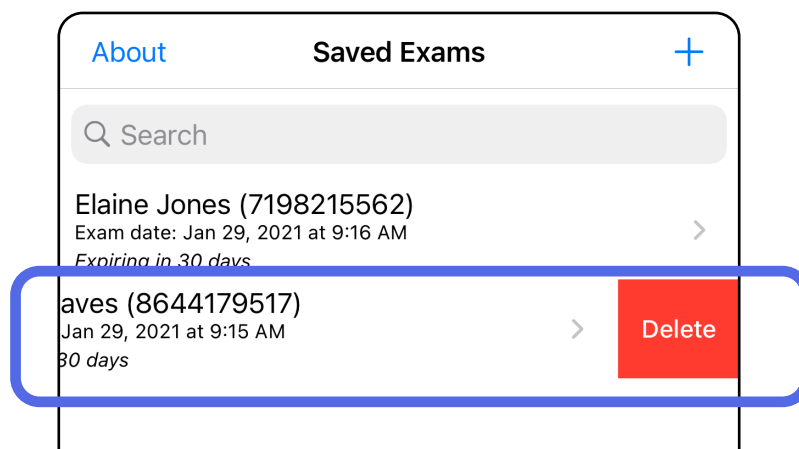 About Saved Exams +
Search
Elaine Jones (7198215562)
Exam date: Jan 29, 2021 at 9:16 AM
Expiring in 30 days
aves (8644179517)
Jan 29, 2021 at 9:15 AM
30 days
Delete